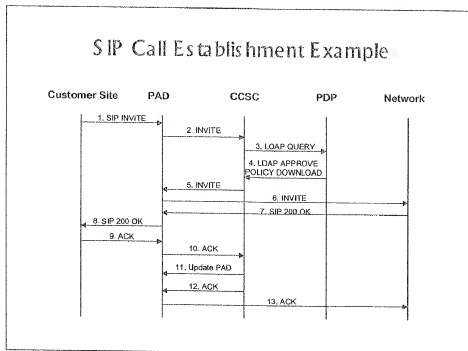 SIP Call Establishment Example
Customer Site PAD CCSC PDP Network
1. SIP INVITE
2. INVITE
3. LOAP QUERY
4. LDAP APPROVE
POLICY DOWNLOAD
5. INVITE
6. INVITE
7. SIP 200 OK
8. SIP 200 OK
9. ACK
10. ACK
11. Update PAD
12. ACK
13. ACK